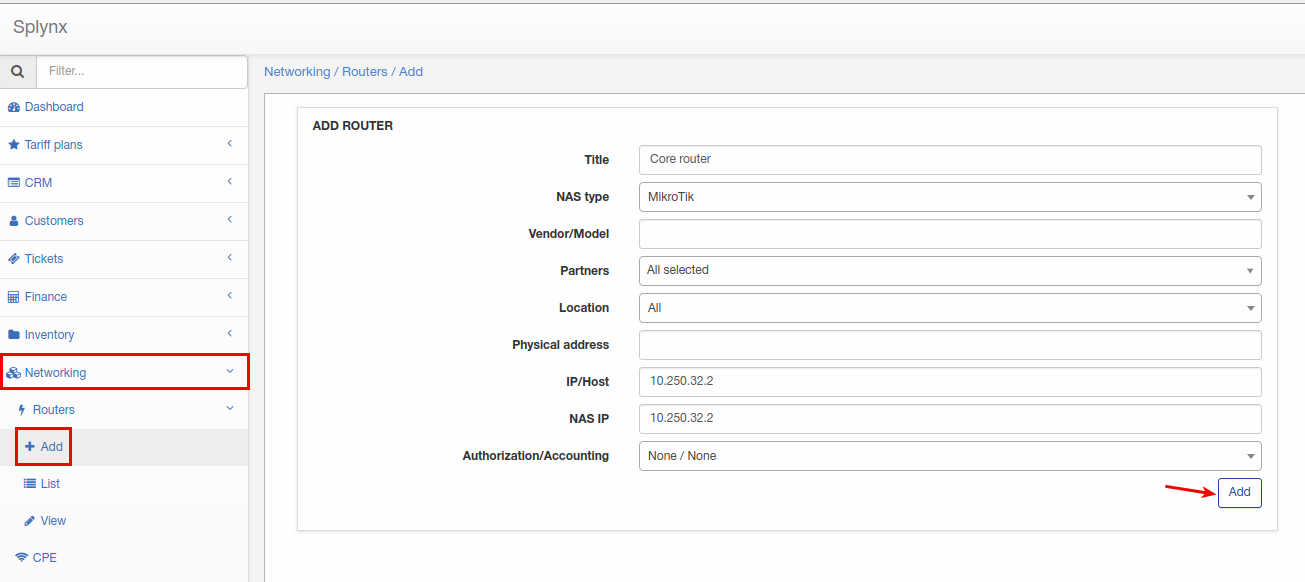 Splynx
Filter...
Networking / Routers / Add
Dashboard
Tariff plans
CRM
Customers
Tickets
Finance
Inventory
Networking
Routers
Add
List
View
CPE
ADD ROUTER
Title Core router
NAS type MikroTik
Vendor/Model
Partners All selected
Location All
Physical address
IP/Host 10.250.32.2
NAS IP 10.250.32.2
Authorization/Accounting None / None
Add